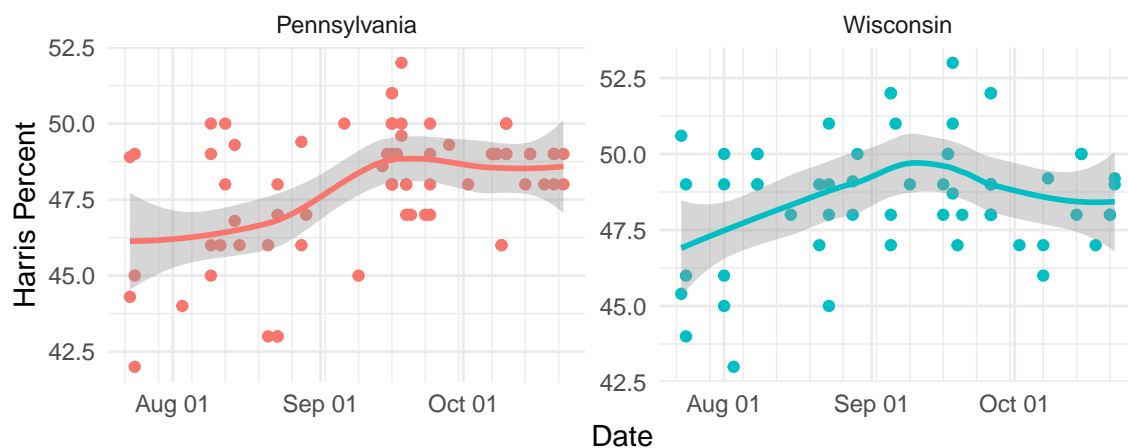 Pennsylvania
Wisconsin
Harris Percent
52.5
50.0
47.5
45.0
42.5
52.5
50.0
47.5
45.0
42.5
Aug 01 Sep 01 Oct 01
Aug 01 Sep 01 Oct 01
Date